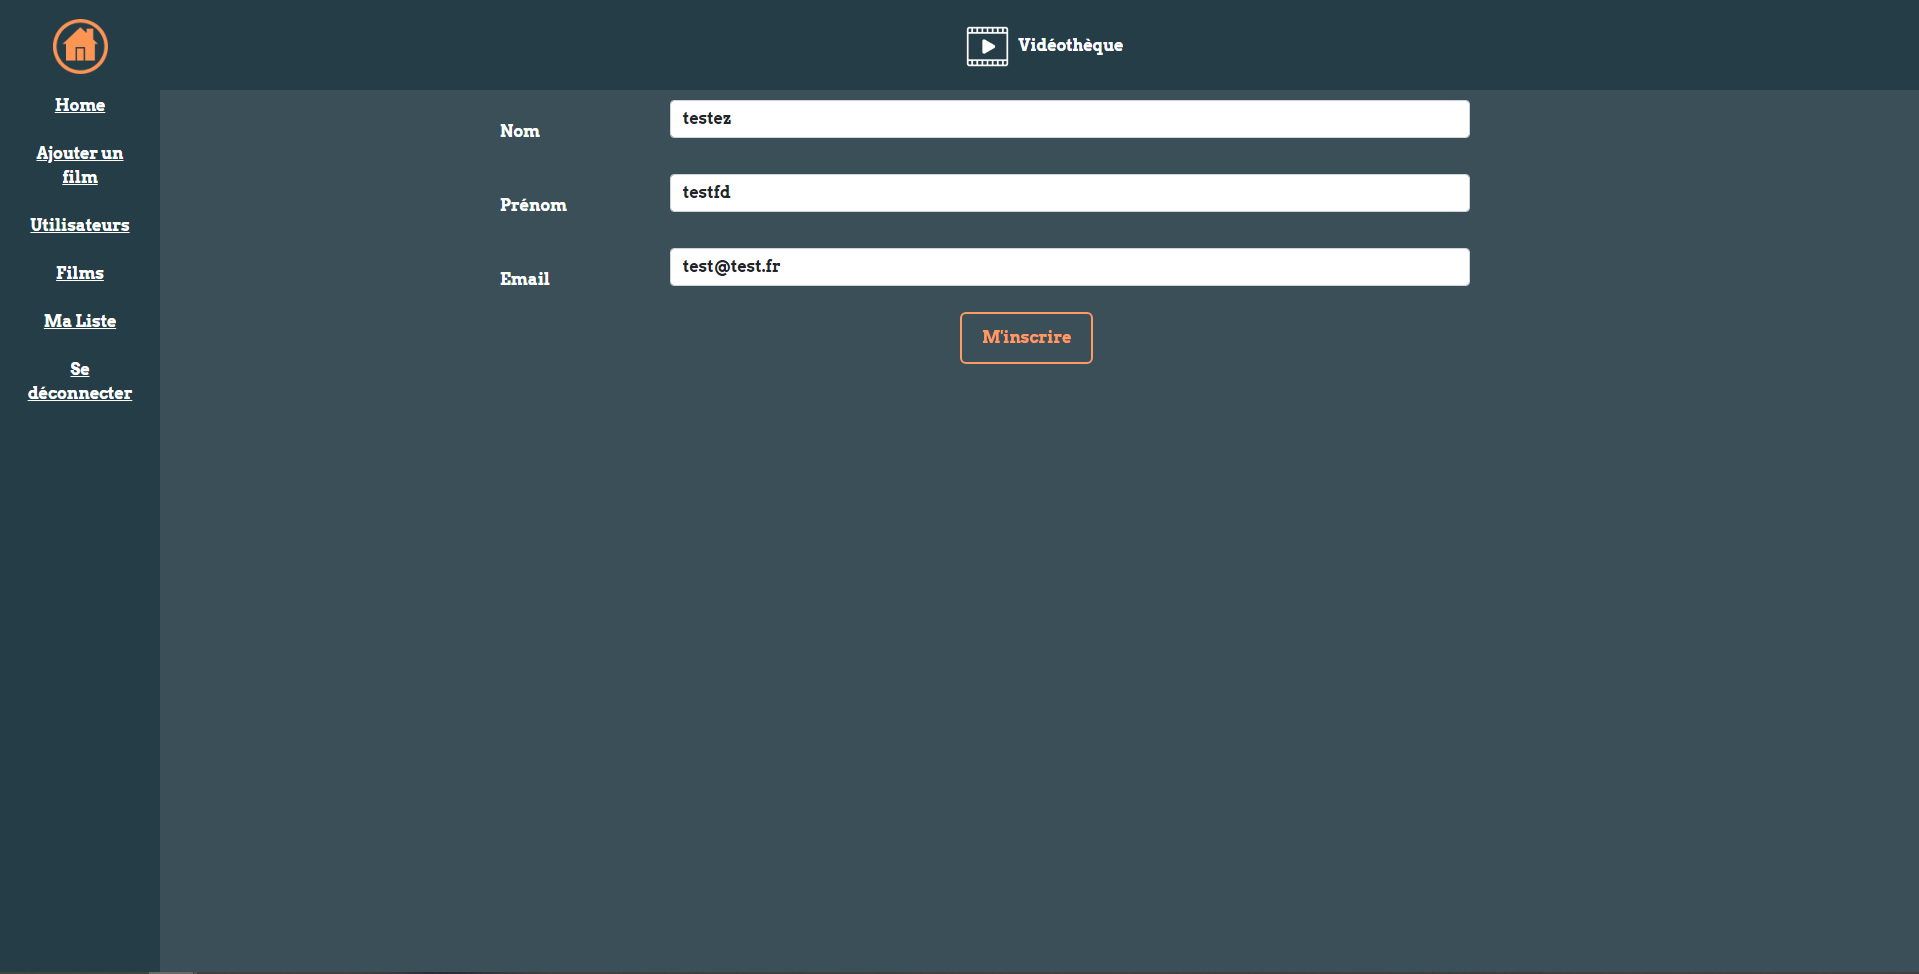 Vidéothèque
Home
Ajouter un
film
Utilisateurs
Films
Ma Liste
Se
déconnecter
Nom
testez
Prénom
testfd
Email
test@test.fr
M'inscrire